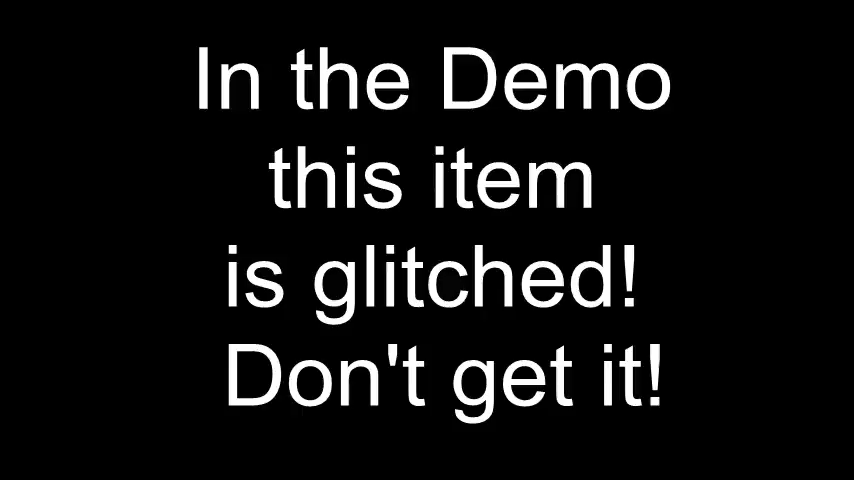 In the Demo
this item
is glitched!
Don't get it!